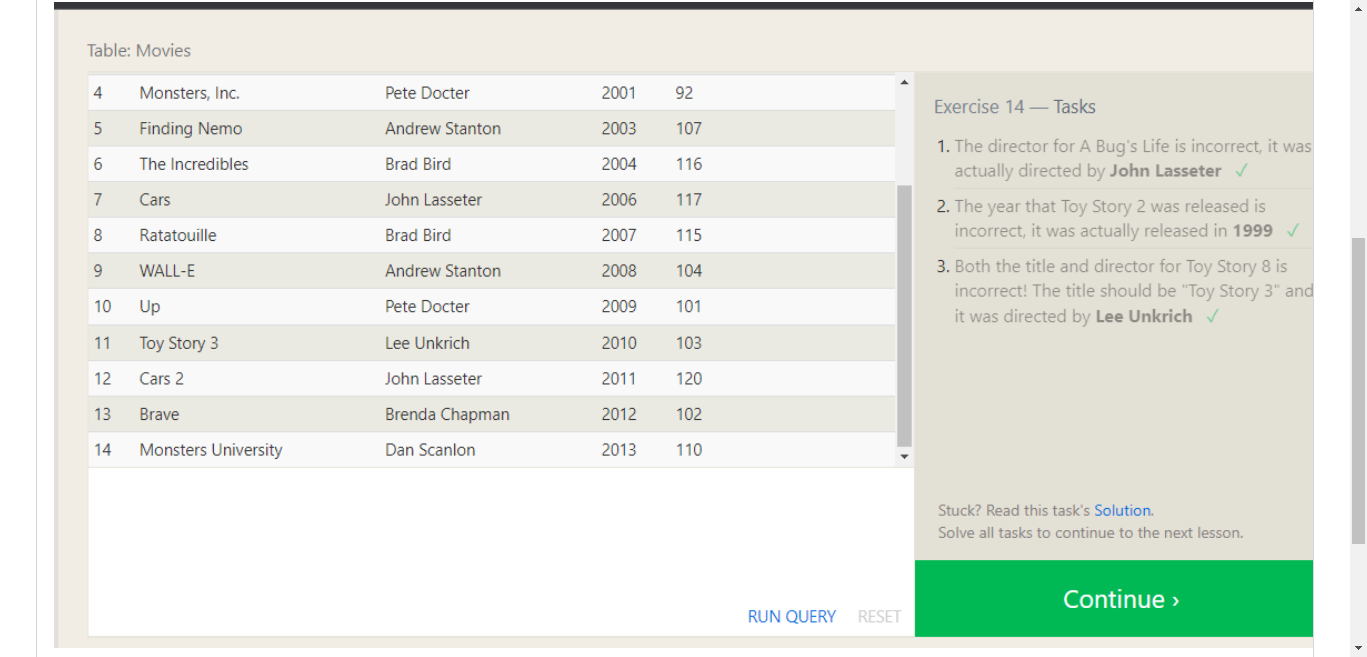 Table: Movies
4 Monsters, Inc. Pete Docter 2001 92
5 Finding Nemo Andrew Stanton 2003 107
6 The Incredibles Brad Bird 2004 116
7 Cars John Lasseter 2006 117
8 Ratatouille Brad Bird 2007 115
9 WALL-E Andrew Stanton 2008 104
10 Up Pete Docter 2009 101
11 Toy Story 3 Lee Unkrich 2010 103
12 Cars 2 John Lasseter 2011 120
13 Brave Brenda Chapman 2012 102
14 Monsters University Dan Scanlon 2013 110
RUN QUERY RESET
Exercise 14 — Tasks
1. The director for A Bug's Life is incorrect, it was
actually directed by John Lasseter ✓
2. The year that Toy Story 2 was released is
incorrect, it was actually released in 1999 ✓
3. Both the title and director for Toy Story 8 is
incorrect! The title should be "Toy Story 3" and
it was directed by Lee Unkrich ✓
Stuck? Read this task's Solution.
Solve all tasks to continue to the next lesson.
Continue ›